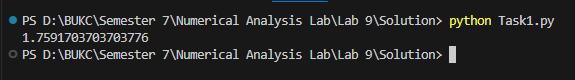 PS D:\BUKC\Semester 7\Numerical Analysis Lab\Lab 9\Solution> python Task1.py
1.7591703703703776
PS D:\BUKC\Semester 7\Numerical Analysis Lab\Lab 9\Solution>